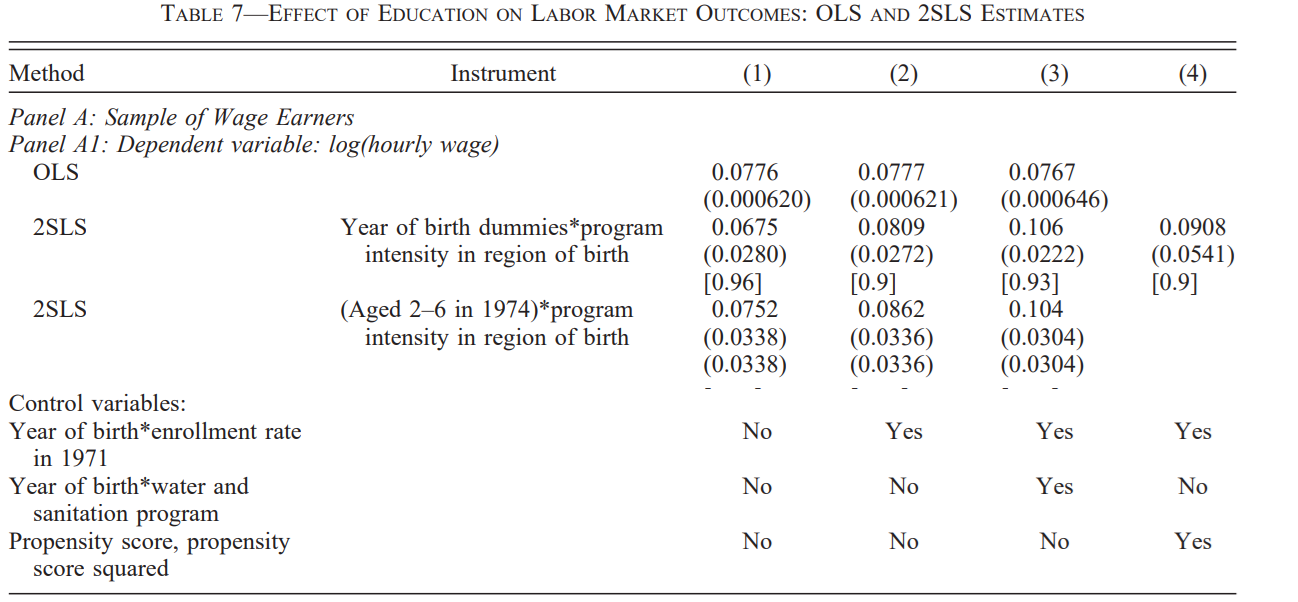 TABLE 7—EFFECT OF EDUCATION ON LABOR MARKET OUTCOMES: OLS AND 2SLS ESTIMATES
Method Instrument (1) (2) (3) (4)
Panel A: Sample of Wage Earners
Panel A1: Dependent variable: log(hourly wage)
OLS 0.0776 0.0777 0.0767
(0.000620) (0.000621) (0.000646)
2SLS Year of birth dummies*program 0.0675 0.0809 0.106 0.0908
intensity in region of birth (0.0280) (0.0272) (0.0222) (0.0541)
[0.96] [0.9] [0.93] [0.9]
2SLS (Aged 2–6 in 1974)*program 0.0752 0.0862 0.104
intensity in region of birth (0.0338) (0.0336) (0.0304)
(0.0338) (0.0336) (0.0304)
Control variables:
Year of birth*enrollment rate No Yes Yes Yes
in 1971
Year of birth*water and No No Yes No
sanitation program
Propensity score, propensity No No No Yes
score squared